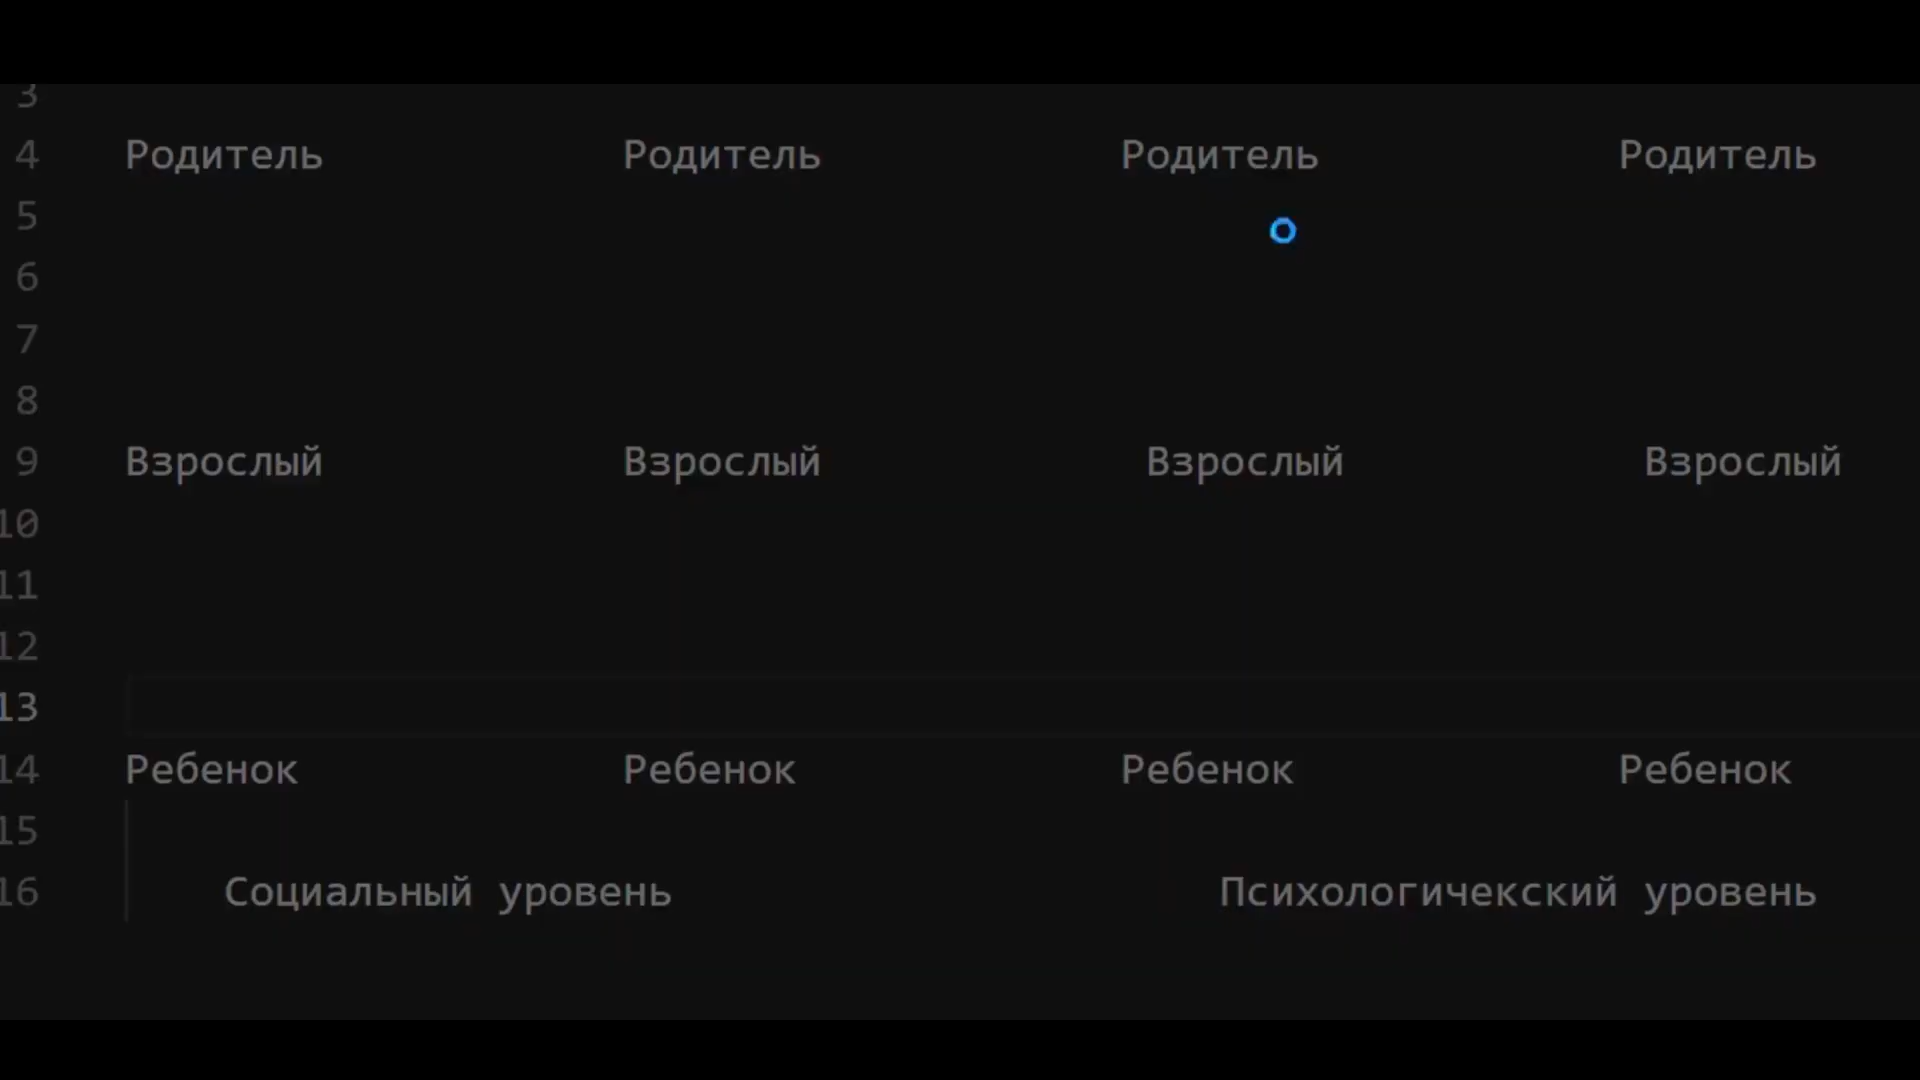 3
4 Родитель Родитель Родитель Родитель
5
6
7
8
9 Взрослый Взрослый Взрослый Взрослый
10
11
12
13
14 Ребенок Ребенок Ребенок Ребенок
15
16 Социальный уровень Психологичекский уровень